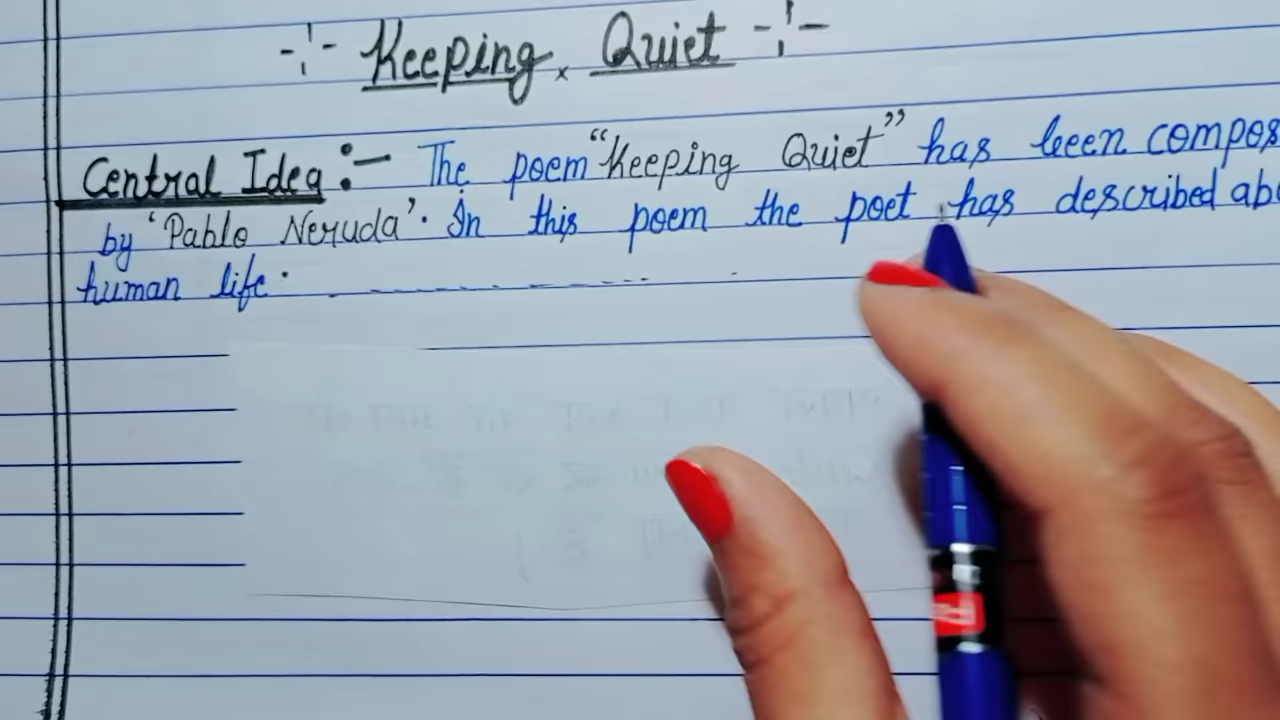 -¦- Keeping x Quiet -¦-
Central Idea :- The poem “Keeping Quiet” has been compos
by ‘Pablo Neruda’. In this poem the poet has described abo
human life.